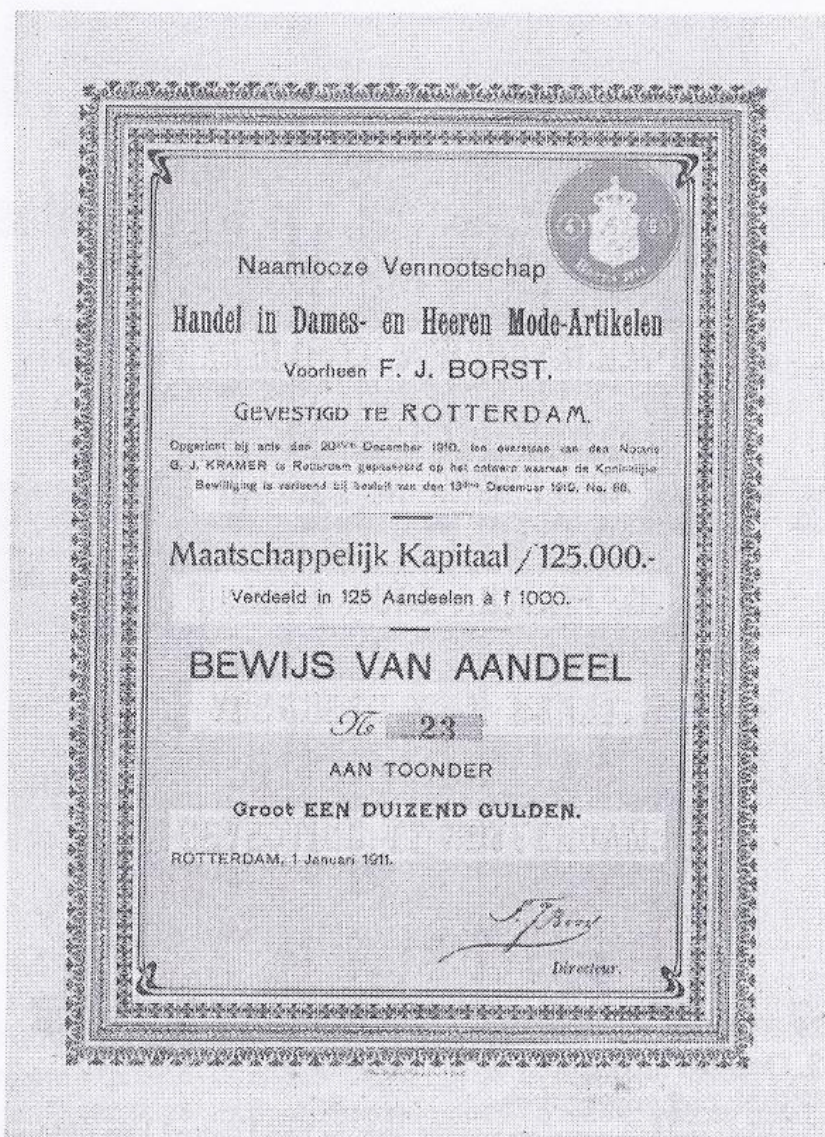 Naamlooze Vennootschap
Handel in Dames- en Heeren Mode-Artikelen
Voorheen F. J. BORST,
GEVESTIGD TE ROTTERDAM.
Opgericht bij acte den 20sten December 1910, ten overstaan van den Notaris
G. J. KRAMER te Rotterdam gepasseerd op het ontwerp waarvan de Koninklijke
Bewilliging is verleend bij besluit van den 13den December 1910, No. 86.
Maatschappelijk Kapitaal ƒ125.000.-
Verdeeld in 125 Aandeelen à f 1000.-
BEWIJS VAN AANDEEL
No 23
AAN TOONDER
Groot EEN DUIZEND GULDEN.
ROTTERDAM, 1 Januari 1911.
F. J. Borst
Directeur.